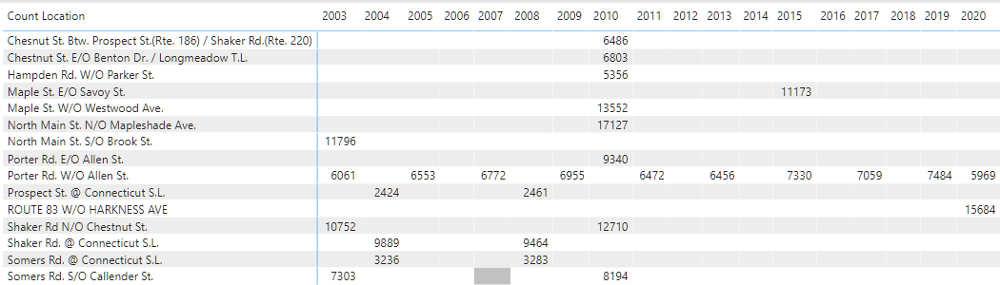 Count Location 2003 2004 2005 2006 2007 2008 2009 2010 2011 2012 2013 2014 2015 2016 2017 2018 2019 2020
Chesnut St. Btw. Prospect St.(Rte. 186) / Shaker Rd.(Rte. 220) 6486
Chestnut St. E/O Benton Dr. / Longmeadow T.L. 6803
Hampden Rd. W/O Parker St. 5356
Maple St. E/O Savoy St. 11173
Maple St. W/O Westwood Ave. 13552
North Main St. N/O Mapleshade Ave. 17127
North Main St. S/O Brook St. 11796
Porter Rd. E/O Allen St. 9340
Porter Rd. W/O Allen St. 6061 6553 6772 6955 6472 6456 7330 7059 7484 5969
Prospect St. @ Connecticut S.L. 2424 2461
ROUTE 83 W/O HARKNESS AVE 15684
Shaker Rd N/O Chestnut St. 10752 12710
Shaker Rd. @ Connecticut S.L. 9889 9464
Somers Rd. @ Connecticut S.L. 3236 3283
Somers Rd. S/O Callender St. 7303 8194